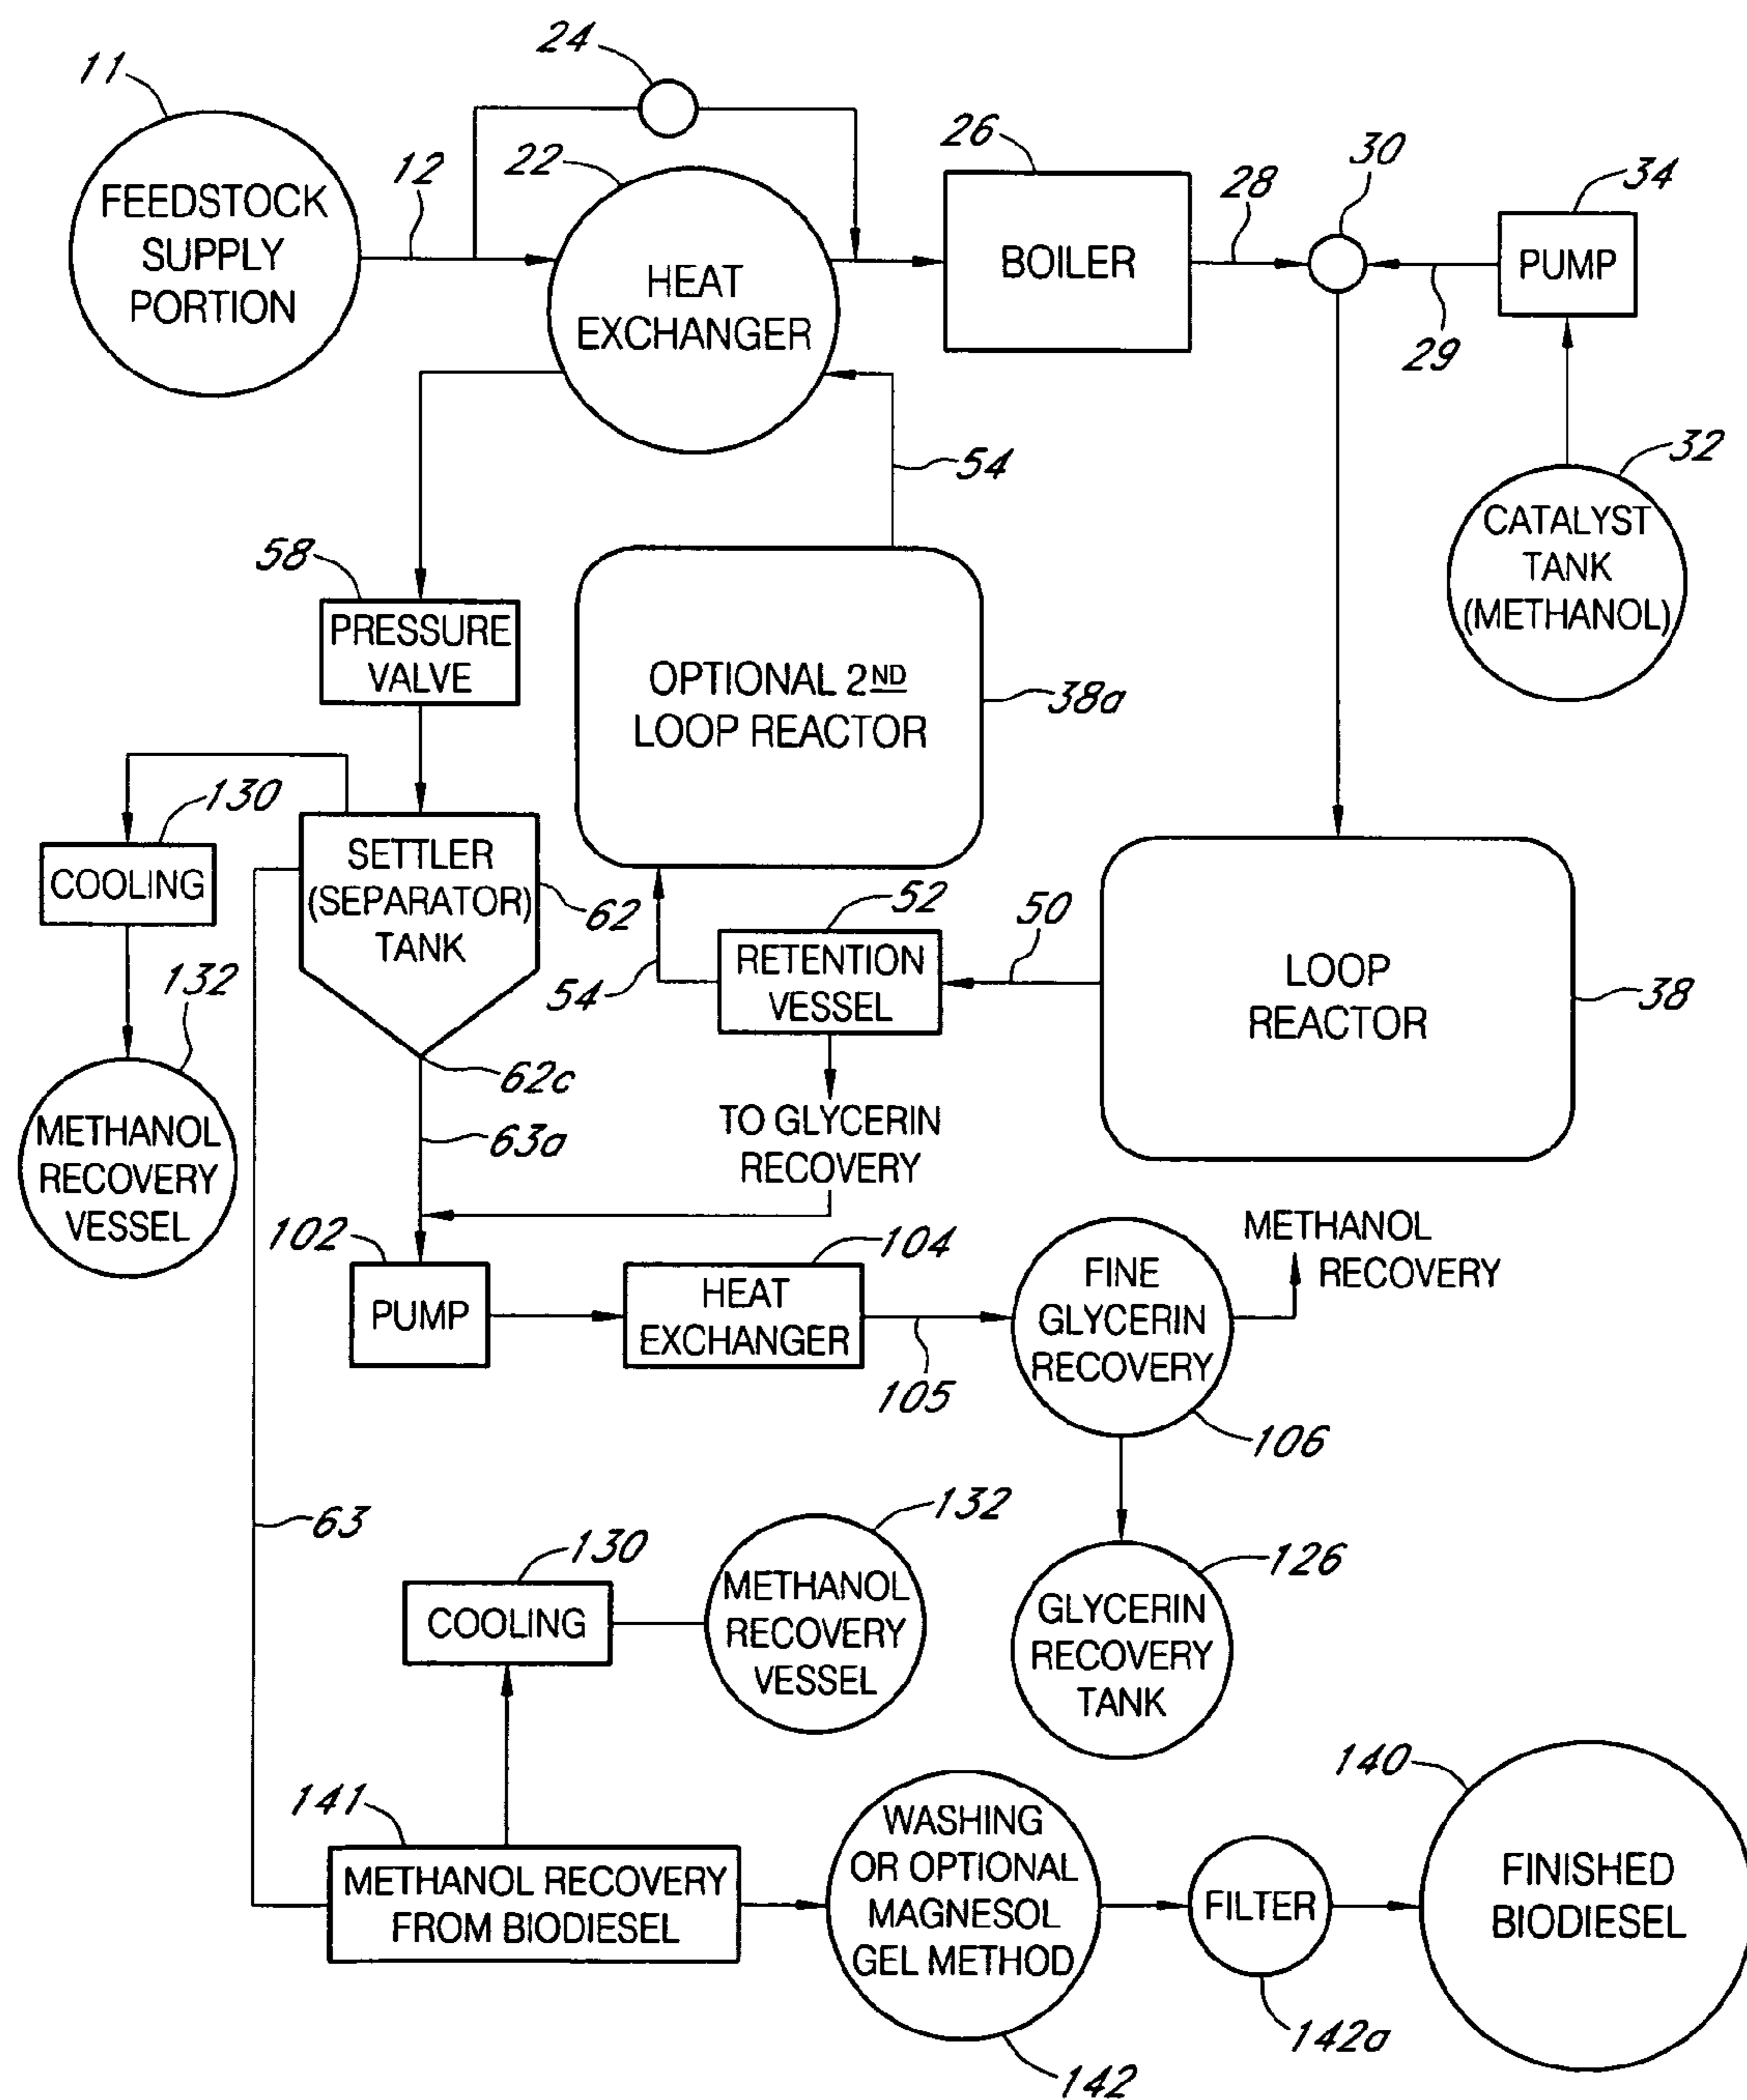 24
11
12
22
26
28
30
34
FEEDSTOCK
SUPPLY
PORTION
HEAT
EXCHANGER
BOILER
PUMP
29
54
32
CATALYST
TANK
(METHANOL)
58
PRESSURE
VALVE
OPTIONAL 2ND
LOOP REACTOR
38a
130
COOLING
SETTLER
(SEPARATOR)
TANK
62
52
50
RETENTION
VESSEL
54
LOOP
REACTOR
38
132
METHANOL
RECOVERY
VESSEL
62c
63a
TO GLYCERIN
RECOVERY
102
PUMP
104
HEAT
EXCHANGER
105
FINE
GLYCERIN
RECOVERY
METHANOL
RECOVERY
106
63
130
COOLING
132
METHANOL
RECOVERY
VESSEL
126
GLYCERIN
RECOVERY
TANK
141
METHANOL RECOVERY
FROM BIODIESEL
WASHING
OR OPTIONAL
MAGNESOL
GEL METHOD
142
FILTER
142a
140
FINISHED
BIODIESEL